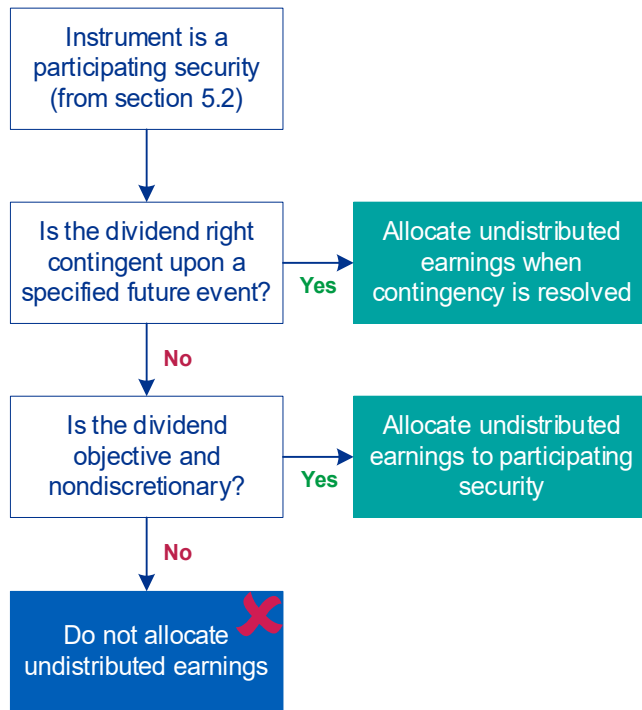 Instrument is a
participating security
(from section 5.2)
Is the dividend right
contingent upon a
specified future event?
Yes
Allocate undistributed
earnings when
contingency is resolved
No
Is the dividend
objective and
nondiscretionary?
Yes
Allocate undistributed
earnings to participating
security
No
Do not allocate
undistributed earnings